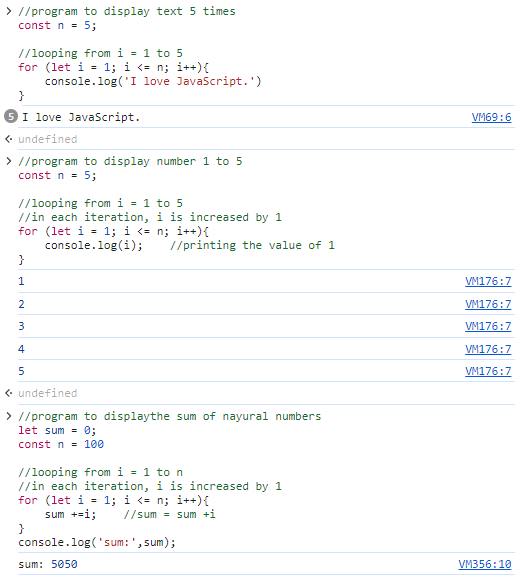 //program to display text 5 times
const n = 5;
//looping from i = 1 to 5
for (let i = 1; i <= n; i++){
console.log('I love JavaScript.')
}
5 I love JavaScript. VM69:6
undefined
//program to display number 1 to 5
const n = 5;
//looping from i = 1 to 5
//in each iteration, i is increased by 1
for (let i = 1; i <= n; i++){
console.log(i); //printing the value of 1
}
1 VM176:7
2 VM176:7
3 VM176:7
4 VM176:7
5 VM176:7
undefined
//program to displaythe sum of nayural numbers
let sum = 0;
const n = 100
//looping from i = 1 to n
//in each iteration, i is increased by 1
for (let i = 1; i <= n; i++){
sum +=i; //sum = sum +i
}
console.log('sum:',sum);
sum: 5050 VM356:10